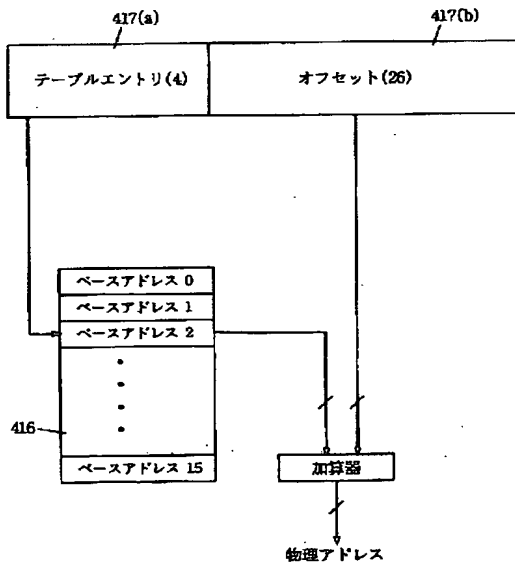 417(a)
417(b)
テーブルエントリ(4)
オフセット(26)
ベースアドレス 0
ベースアドレス 1
ベースアドレス 2
416
ベースアドレス 15
加算器
物理アドレス